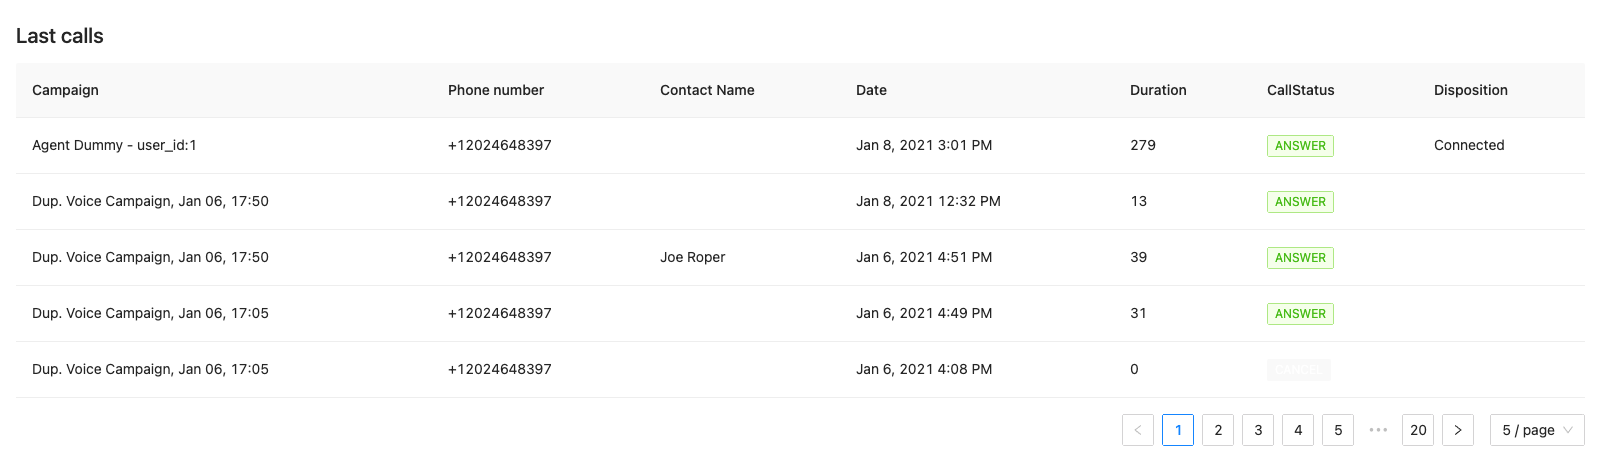 Last calls
Campaign Phone number Contact Name Date Duration CallStatus Disposition
Agent Dummy - user_id:1 +12024648397 Jan 8, 2021 3:01 PM 279 ANSWER Connected
Dup. Voice Campaign, Jan 06, 17:50 +12024648397 Jan 8, 2021 12:32 PM 13 ANSWER
Dup. Voice Campaign, Jan 06, 17:50 +12024648397 Joe Roper Jan 6, 2021 4:51 PM 39 ANSWER
Dup. Voice Campaign, Jan 06, 17:05 +12024648397 Jan 6, 2021 4:49 PM 31 ANSWER
Dup. Voice Campaign, Jan 06, 17:05 +12024648397 Jan 6, 2021 4:08 PM 0 CANCEL
< 1 2 3 4 5 ••• 20 > 5 / page